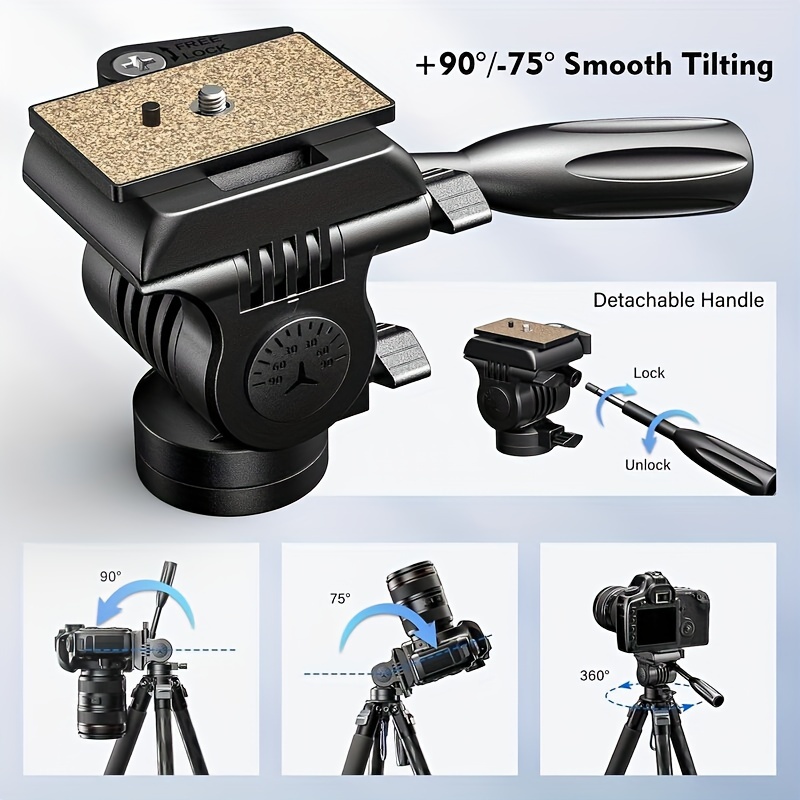 FREE
LOCK
+90°/-75° Smooth Tilting
30 30
60 60
90 90
Detachable Handle
Lock
Unlock
90°
75°
360°